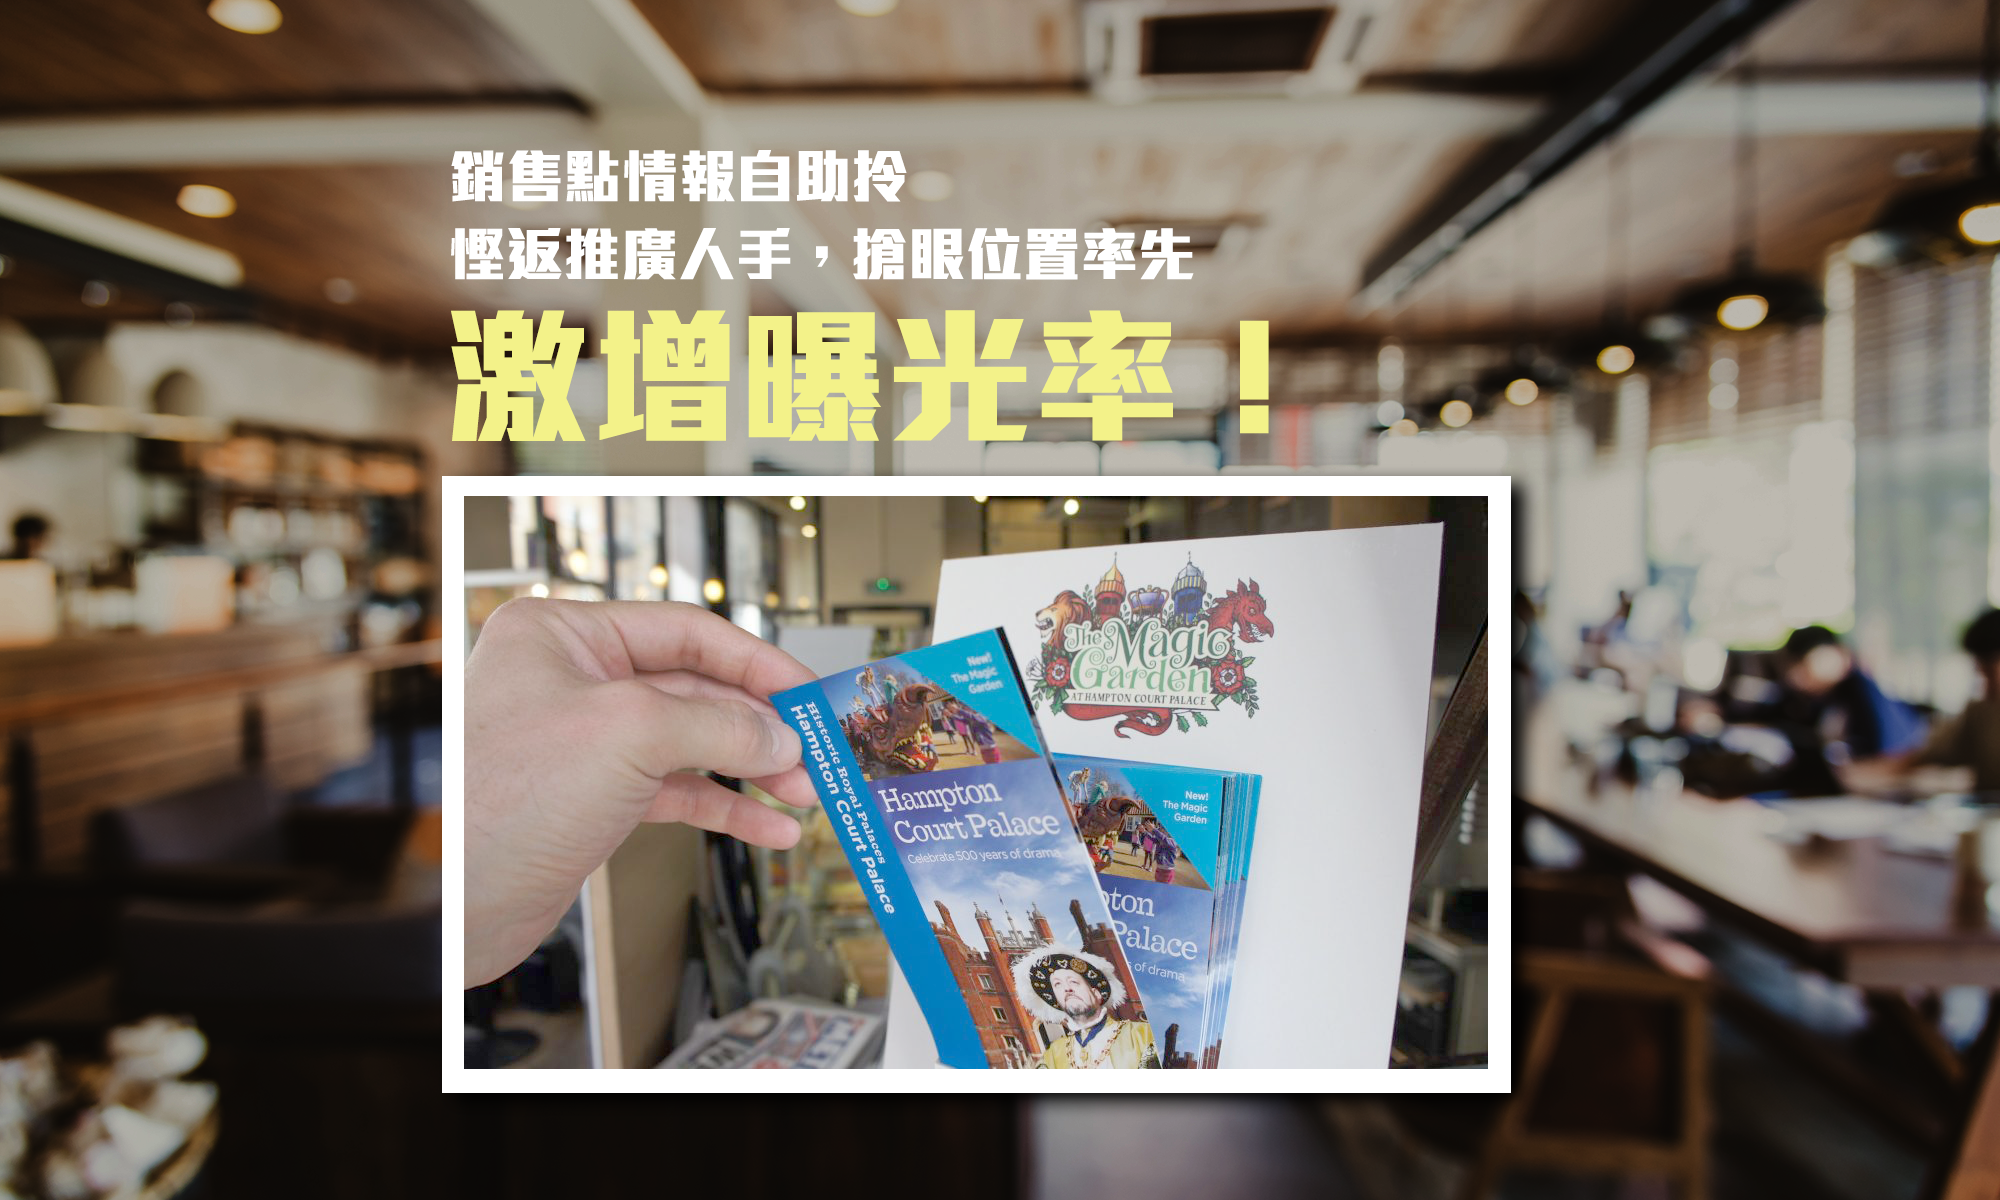 銷售點情報自助拎
慳返推廣人手，搶眼位置率先
激增曝光率！
The Magic
Garden
AT HAMPTON COURT PALACE
New!
The Magic
Garden
Historic Royal Palaces
Hampton Court Palace
Hampton
Court Palace
Celebrate 500 years of drama
New!
The Magic
Garden
pton
Palace
of drama